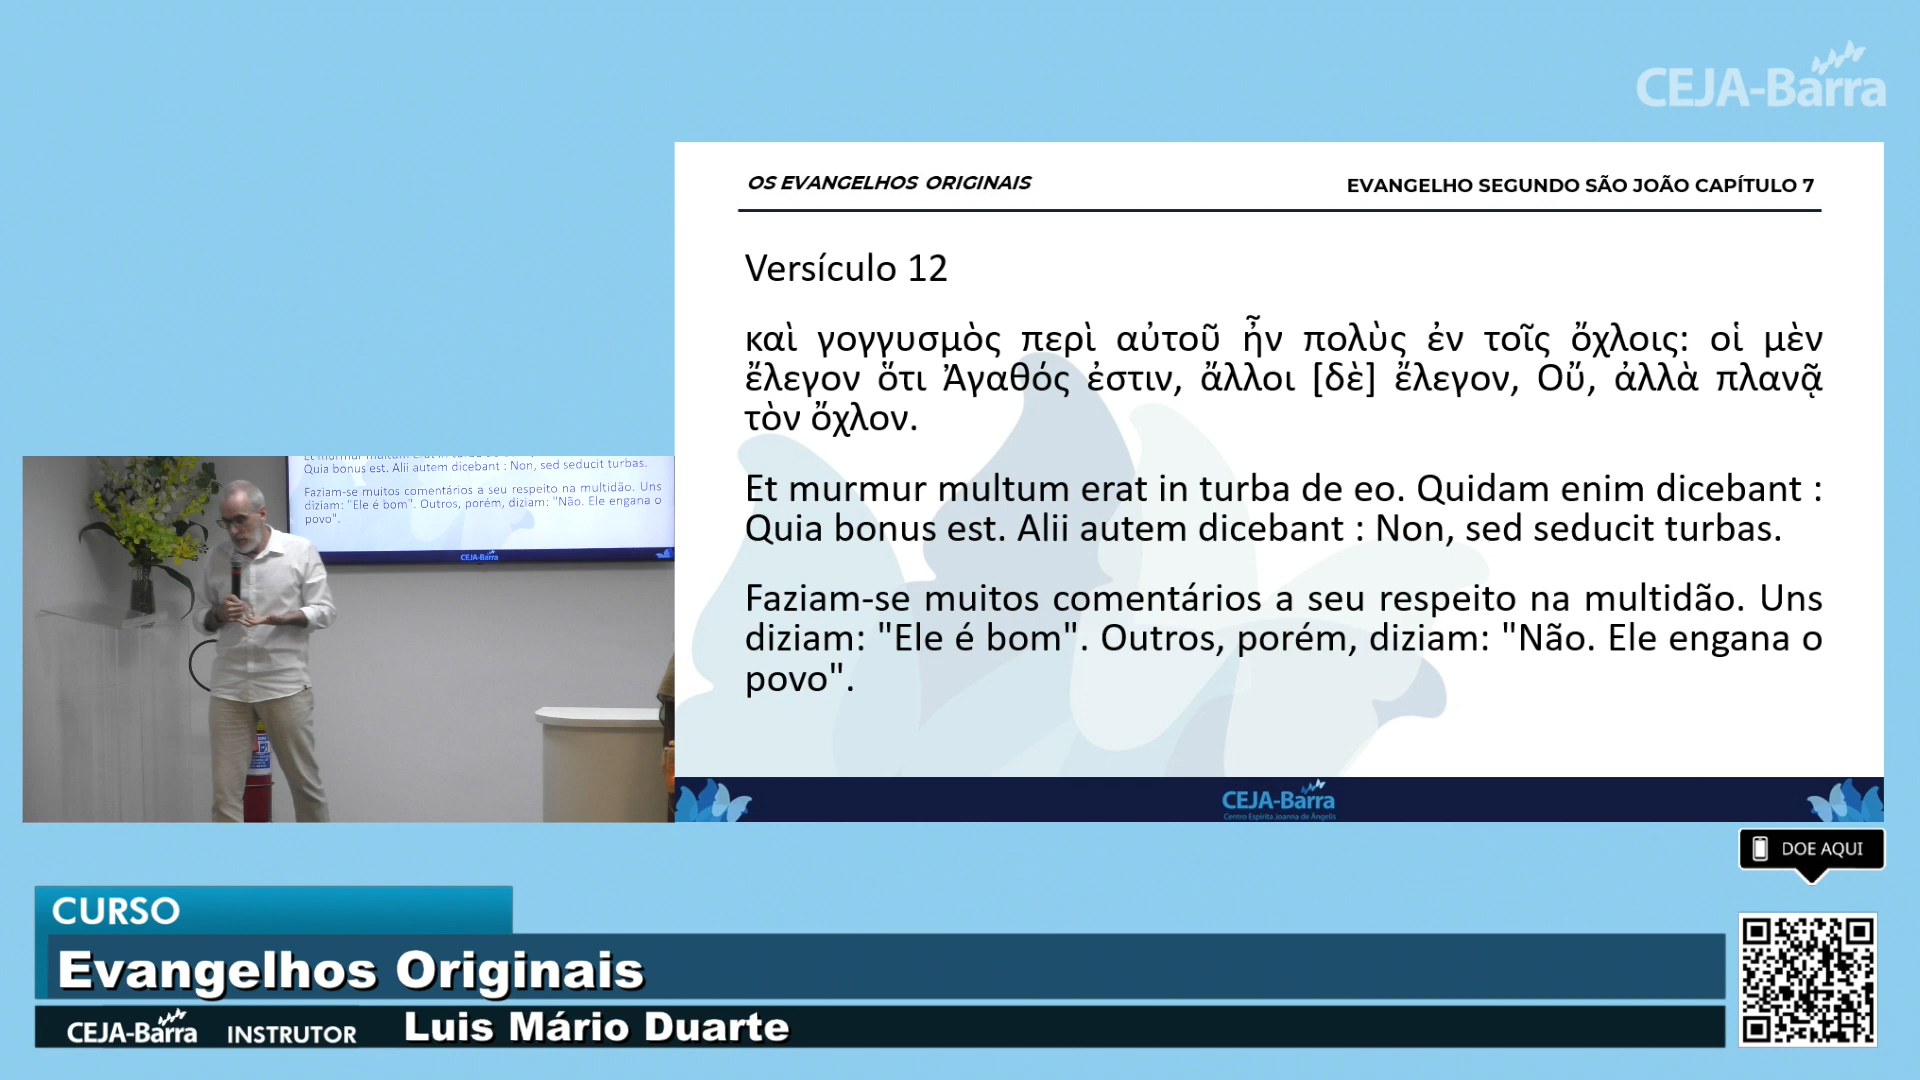 CEJA-Barra
OS EVANGELHOS ORIGINAIS
EVANGELHO SEGUNDO SÃO JOÃO CAPÍTULO 7
Versículo 12
καὶ γογγυσμὸς περὶ αὐτοῦ ἦν πολὺς ἐν τοῖς ὄχλοις: οἱ μὲν
ἔλεγον ὅτι Ἀγαθός ἐστιν, ἄλλοι [δὲ] ἔλεγον, Οὔ, ἀλλὰ πλανᾷ
τὸν ὄχλον.
Et murmur multum erat in turba de eo. Quidam enim dicebant :
Quia bonus est. Alii autem dicebant : Non, sed seducit turbas.
Faziam-se muitos comentários a seu respeito na multidão. Uns
diziam: "Ele é bom". Outros, porém, diziam: "Não. Ele engana o
povo".
CEJA-Barra
Centro Espírita Joanna de Ângelis
Quia bonus est. Alii autem dicebant : Non, sed seducit turbas.
Faziam-se muitos comentários a seu respeito na multidão. Uns
diziam: "Ele é bom". Outros, porém, diziam: "Não. Ele engana o
povo".
CEJA-Barra
DOE AQUI
CURSO
Evangelhos Originais
CEJA-Barra INSTRUTOR Luis Mário Duarte